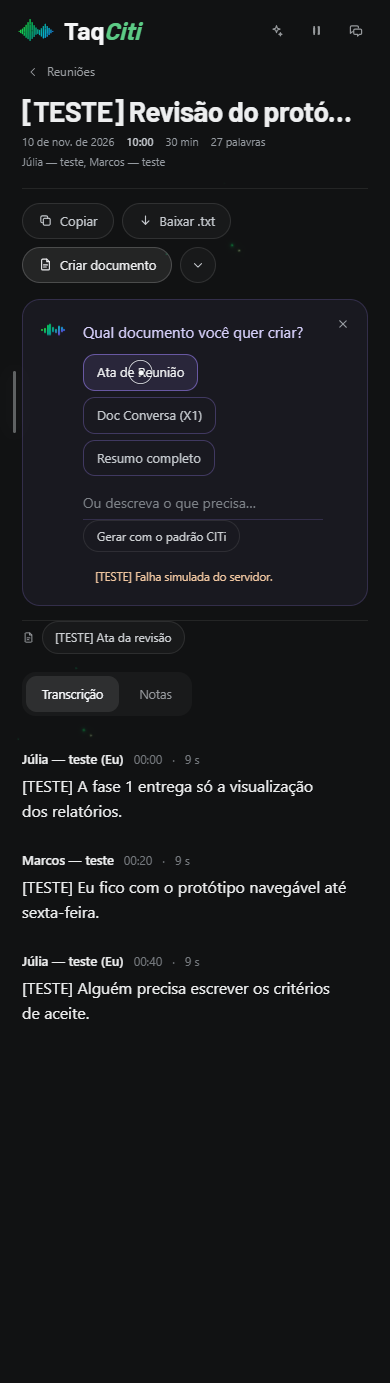 TaqCiti
Reuniões
[TESTE] Revisão do protó...
10 de nov. de 2026 10:00 30 min 27 palavras
Júlia — teste, Marcos — teste
Copiar
Baixar .txt
Criar documento
Qual documento você quer criar?
Ata de Reunião
Doc Conversa (X1)
Resumo completo
Ou descreva o que precisa...
Gerar com o padrão CITi
[TESTE] Falha simulada do servidor.
[TESTE] Ata da revisão
Transcrição
Notas
Júlia — teste (Eu) 00:00 · 9 s
[TESTE] A fase 1 entrega só a visualização
dos relatórios.
Marcos — teste 00:20 · 9 s
[TESTE] Eu fico com o protótipo navegável até
sexta-feira.
Júlia — teste (Eu) 00:40 · 9 s
[TESTE] Alguém precisa escrever os critérios
de aceite.